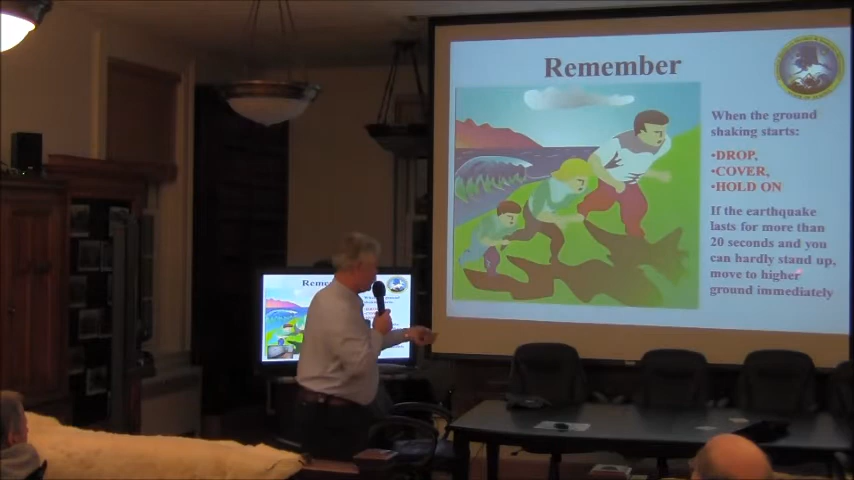 Remember
When the ground
shaking starts:
•DROP,
•COVER,
•HOLD ON
If the earthquake
lasts for more than
20 seconds and you
can hardly stand up,
move to higher
ground immediately